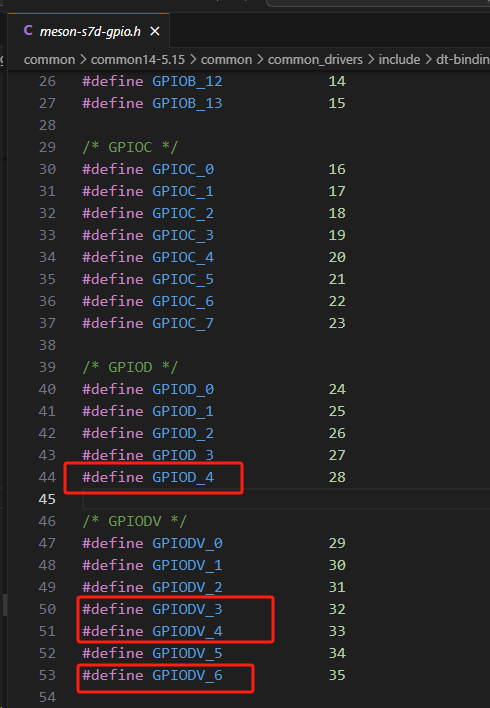 C meson-s7d-gpio.h ×
common > common14-5.15 > common > common_drivers > include > dt-bindin
26 #define GPIOB_12 14
27 #define GPIOB_13 15
28
29 /* GPIOC */
30 #define GPIOC_0 16
31 #define GPIOC_1 17
32 #define GPIOC_2 18
33 #define GPIOC_3 19
34 #define GPIOC_4 20
35 #define GPIOC_5 21
36 #define GPIOC_6 22
37 #define GPIOC_7 23
38
39 /* GPIOD */
40 #define GPIOD_0 24
41 #define GPIOD_1 25
42 #define GPIOD_2 26
43 #define GPIOD_3 27
44 #define GPIOD_4 28
45
46 /* GPIODV */
47 #define GPIODV_0 29
48 #define GPIODV_1 30
49 #define GPIODV_2 31
50 #define GPIODV_3 32
51 #define GPIODV_4 33
52 #define GPIODV_5 34
53 #define GPIODV_6 35
54